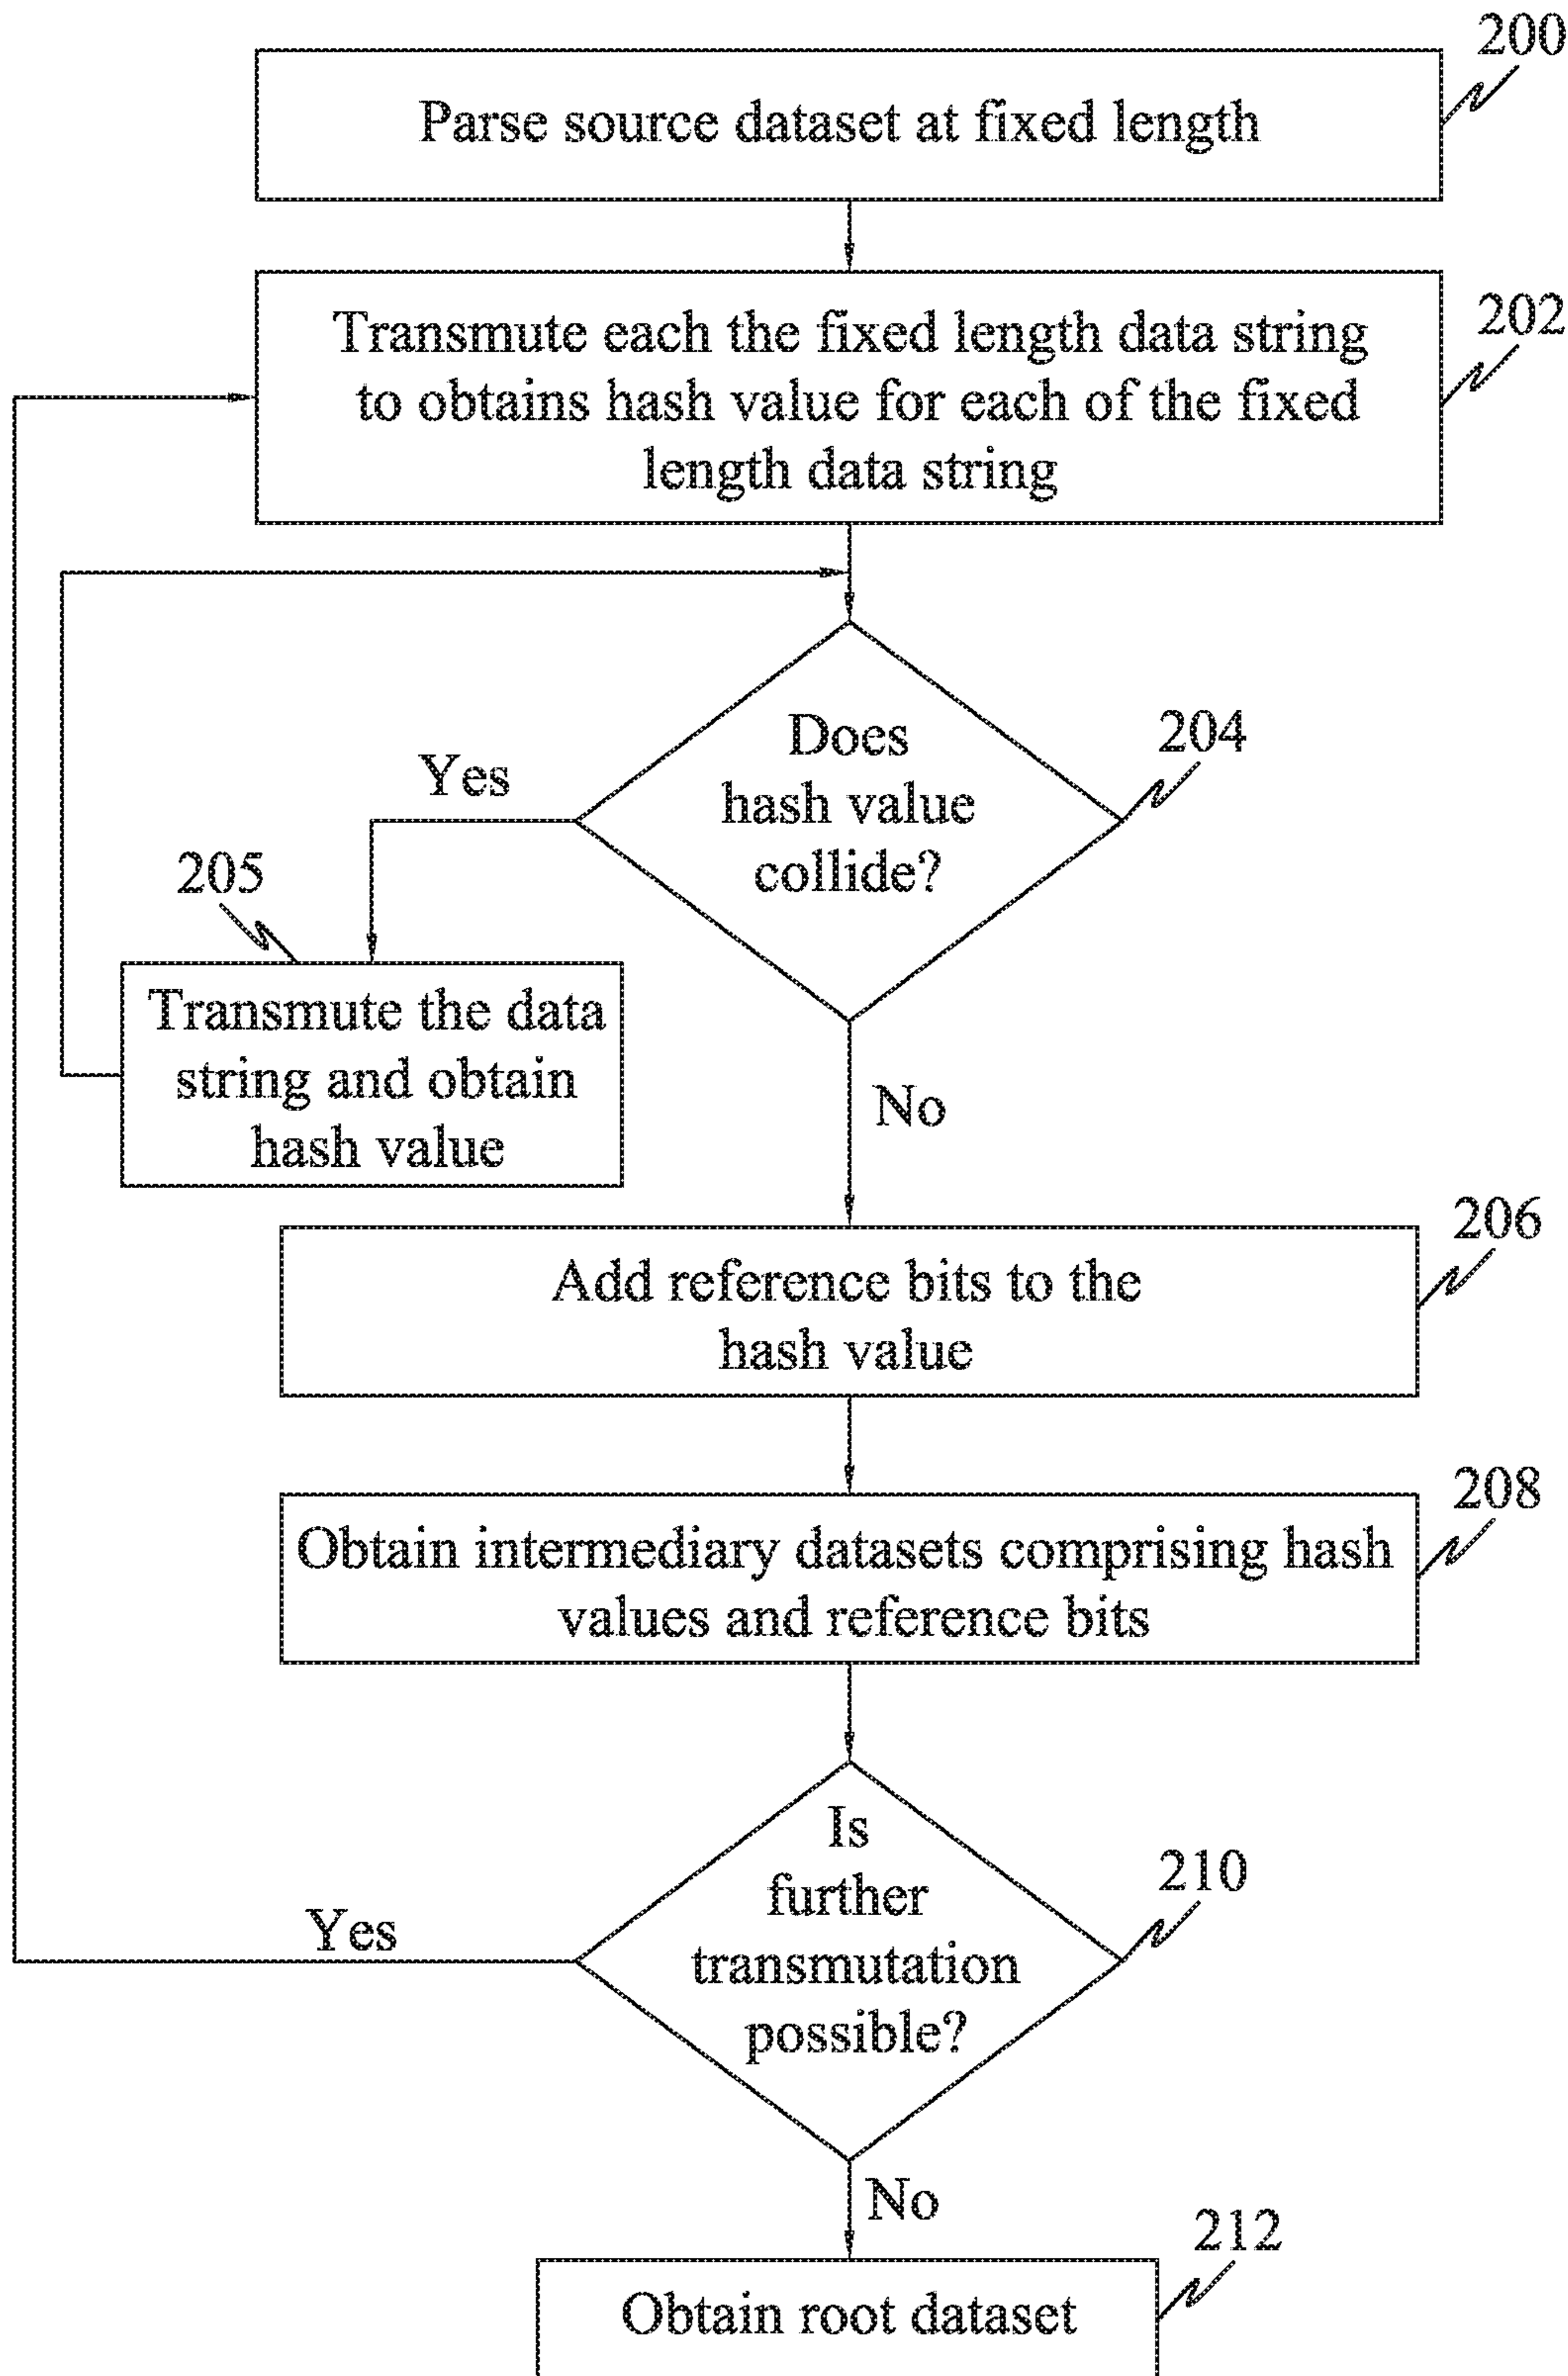 200
Parse source dataset at fixed length
202
Transmute each the fixed length data string
to obtains hash value for each of the fixed
length data string
204
Does
hash value
collide?
Yes
205
Transmute the data
string and obtain
hash value
No
206
Add reference bits to the
hash value
208
Obtain intermediary datasets comprising hash
values and reference bits
210
Is
further
transmutation
possible?
Yes
No
212
Obtain root dataset